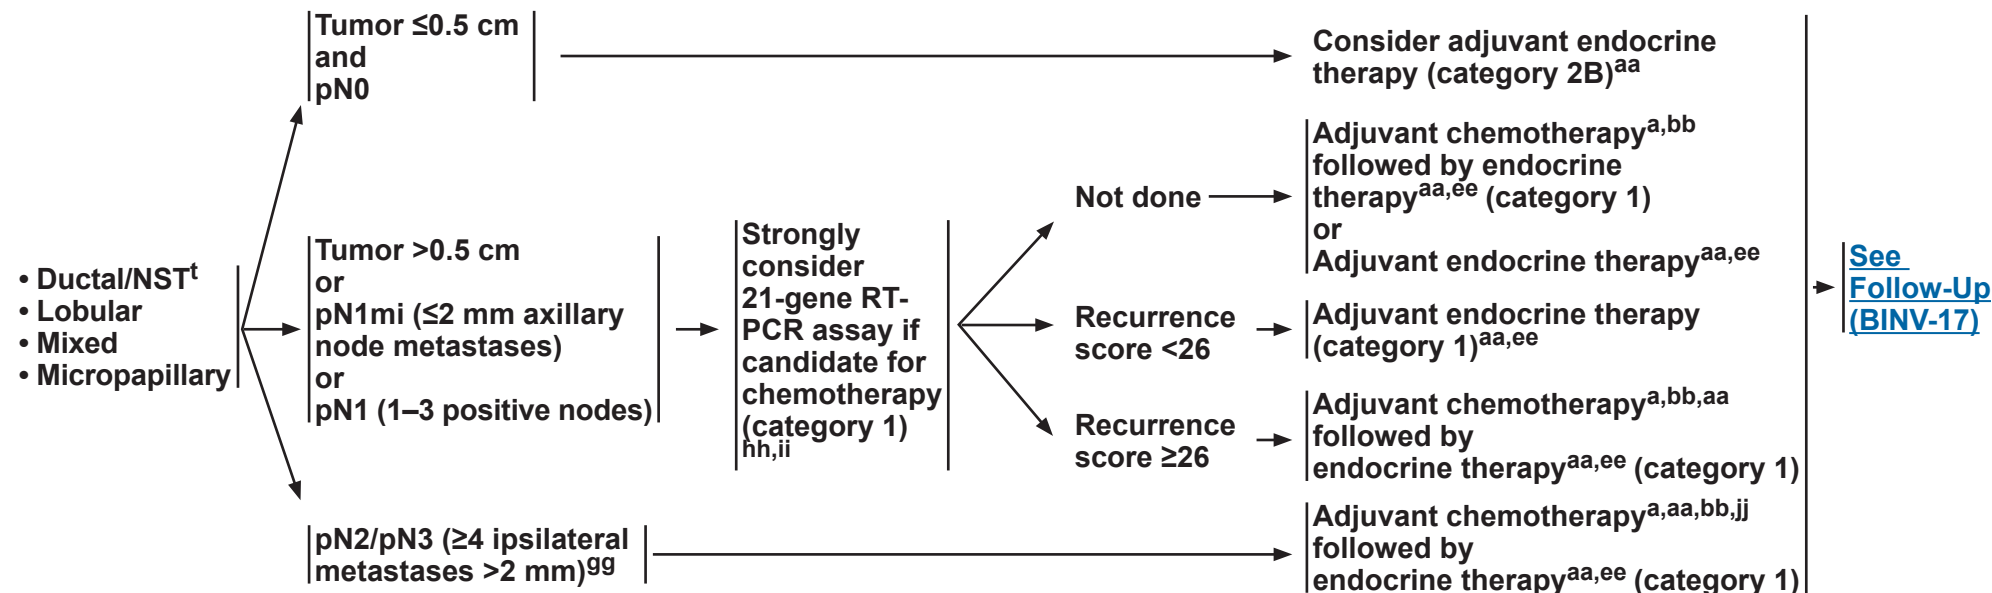 • Ductal/NSTt
• Lobular
• Mixed
• Micropapillary
Tumor ≤0.5 cm
and
pN0
Consider adjuvant endocrine
therapy (category 2B)aa
Tumor >0.5 cm
or
pN1mi (≤2 mm axillary
node metastases)
or
pN1 (1–3 positive nodes)
Strongly
consider
21-gene RT-
PCR assay if
candidate for
chemotherapy
(category 1)
hh,ii
Not done
Adjuvant chemotherapya,bb
followed by endocrine
therapyaa,ee (category 1)
or
Adjuvant endocrine therapyaa,ee
Recurrence
score <26
Adjuvant endocrine therapy
(category 1)aa,ee
Recurrence
score ≥26
Adjuvant chemotherapya,bb,aa
followed by
endocrine therapyaa,ee (category 1)
pN2/pN3 (≥4 ipsilateral
metastases >2 mm)gg
Adjuvant chemotherapya,aa,bb,jj
followed by
endocrine therapyaa,ee (category 1)
See
Follow-Up
(BINV-17)